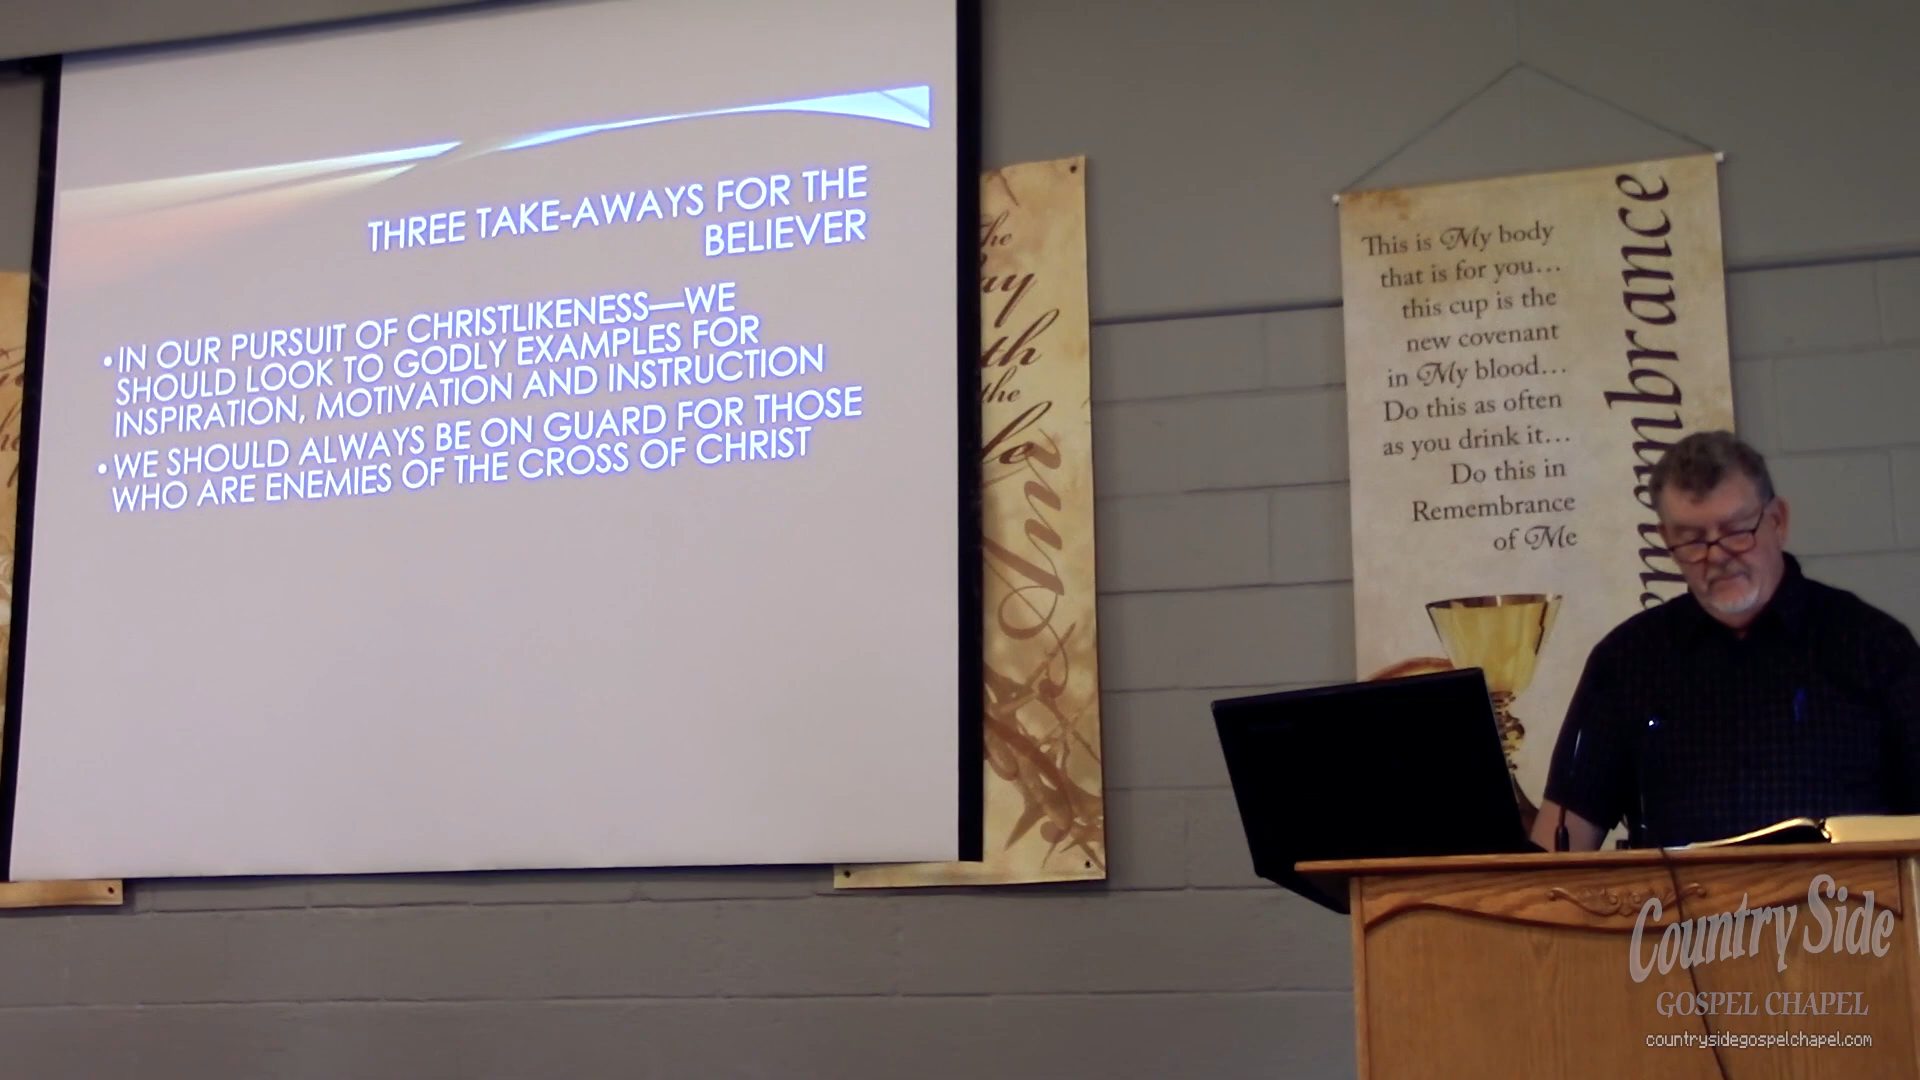 THREE TAKE-AWAYS FOR THE
BELIEVER
•IN OUR PURSUIT OF CHRISTLIKENESS—WE
SHOULD LOOK TO GODLY EXAMPLES FOR
INSPIRATION, MOTIVATION AND INSTRUCTION
•WE SHOULD ALWAYS BE ON GUARD FOR THOSE
WHO ARE ENEMIES OF THE CROSS OF CHRIST
the
This is My body
that is for you...
this cup is the
new covenant
in My blood...
Do this as often
as you drink it...
Do this in
Remembrance
of Me
Country Side
GOSPEL CHAPEL
countrysidegospelchapel.com